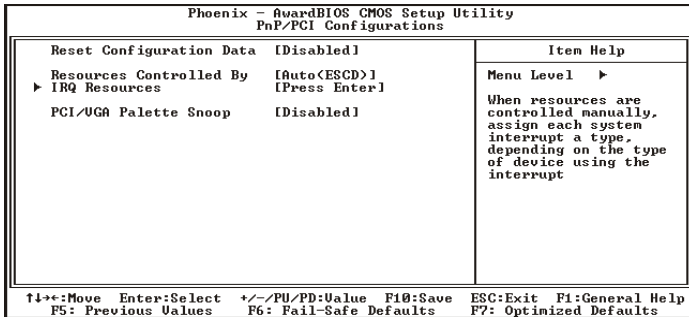 Phoenix - AwardBIOS CMOS Setup Utility
PnP/PCI Configurations
Reset Configuration Data [Disabled]
Resources Controlled By [Auto(ESCD)]
▶ IRQ Resources [Press Enter]
PCI/VGA Palette Snoop [Disabled]
Item Help
Menu Level ▶
When resources are
controlled manually,
assign each system
interrupt a type,
depending on the type
of device using the
interrupt
↑↓→←:Move Enter:Select +/-/PU/PD:Value F10:Save ESC:Exit F1:General Help
F5: Previous Values F6: Fail-Safe Defaults F7: Optimized Defaults